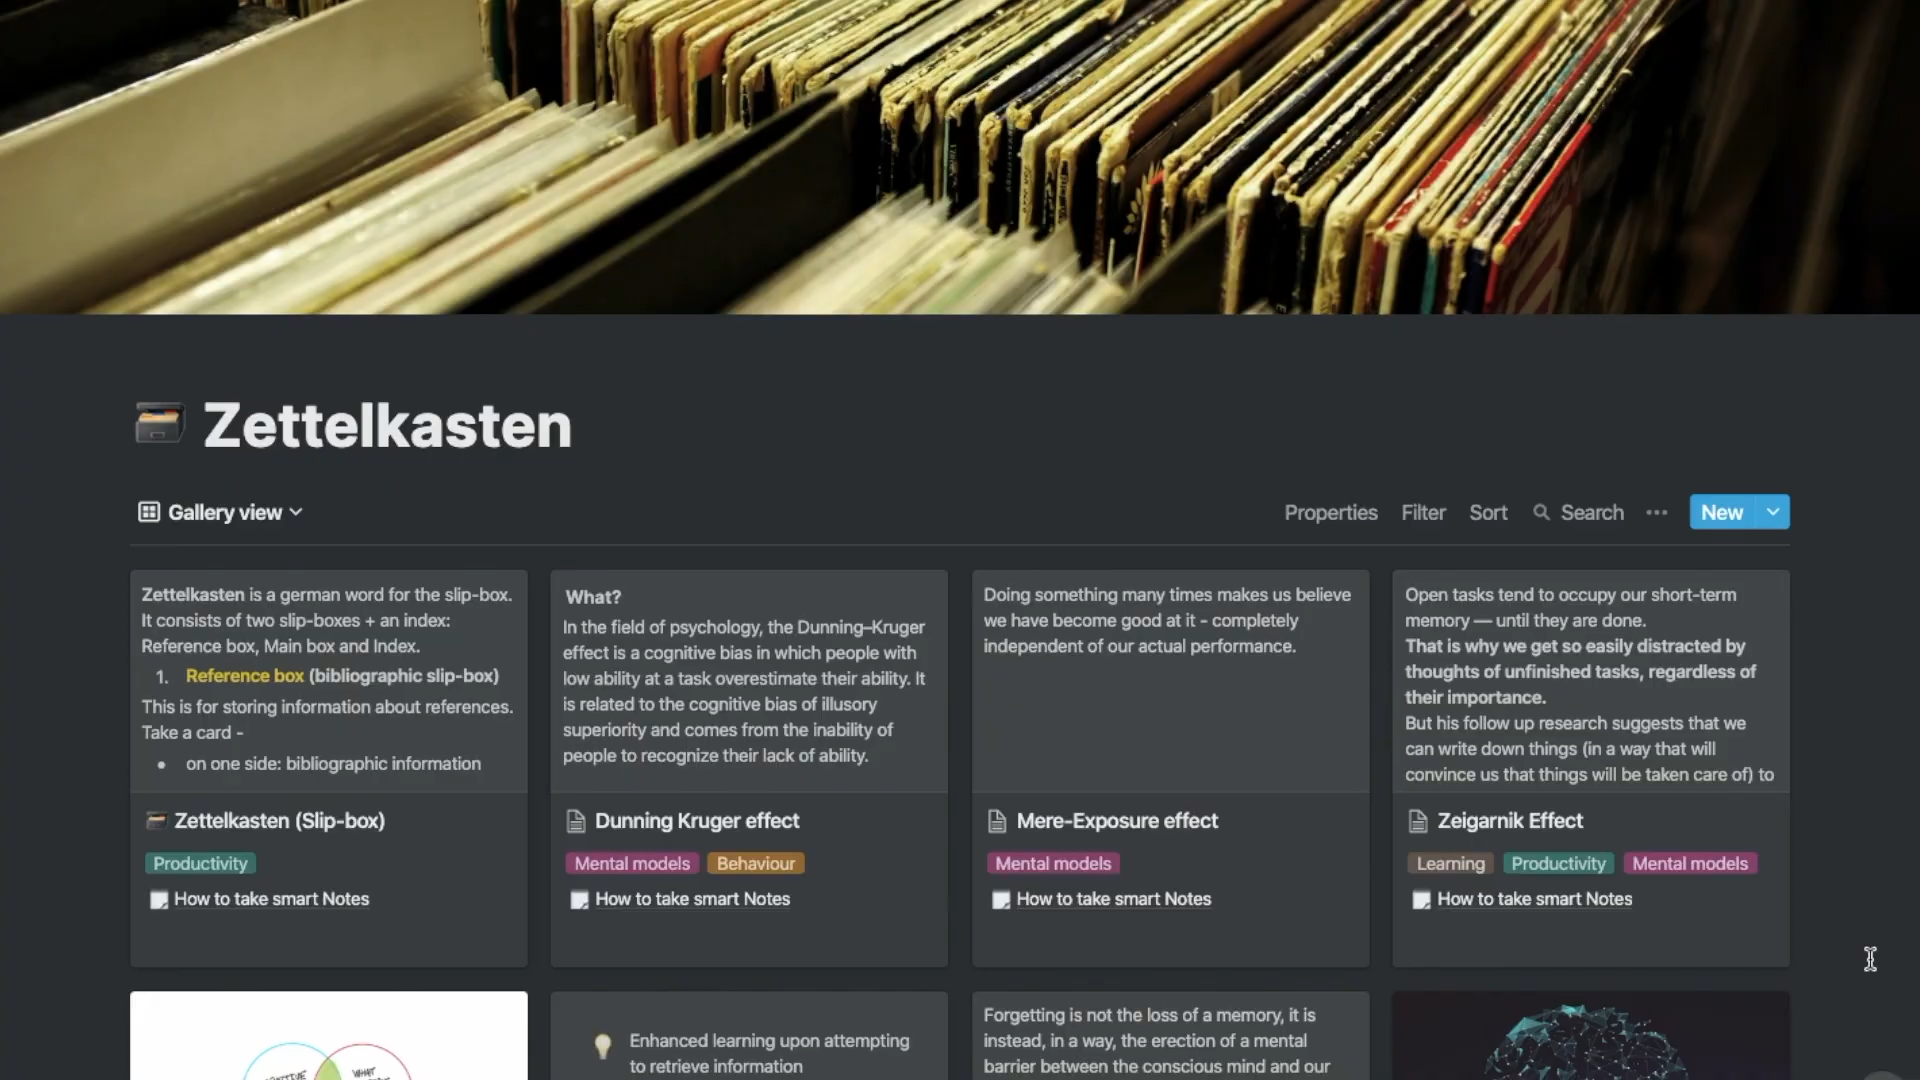 Zettelkasten
Gallery view
Properties Filter Sort Search New
Zettelkasten is a german word for the slip-box.
It consists of two slip-boxes + an index:
Reference box, Main box and Index.
1. Reference box (bibliographic slip-box)
This is for storing information about references.
Take a card -
• on one side: bibliographic information
Zettelkasten (Slip-box)
Productivity
How to take smart Notes
What?
In the field of psychology, the Dunning–Kruger
effect is a cognitive bias in which people with
low ability at a task overestimate their ability. It
is related to the cognitive bias of illusory
superiority and comes from the inability of
people to recognize their lack of ability.
Dunning Kruger effect
Mental models Behaviour
How to take smart Notes
Doing something many times makes us believe
we have become good at it - completely
independent of our actual performance.
Mere-Exposure effect
Mental models
How to take smart Notes
Open tasks tend to occupy our short-term
memory — until they are done.
That is why we get so easily distracted by
thoughts of unfinished tasks, regardless of
their importance.
But his follow up research suggests that we
can write down things (in a way that will
convince us that things will be taken care of) to
Zeigarnik Effect
Learning Productivity Mental models
How to take smart Notes
WHAT
Enhanced learning upon attempting
to retrieve information
Forgetting is not the loss of a memory, it is
instead, in a way, the erection of a mental
barrier between the conscious mind and our